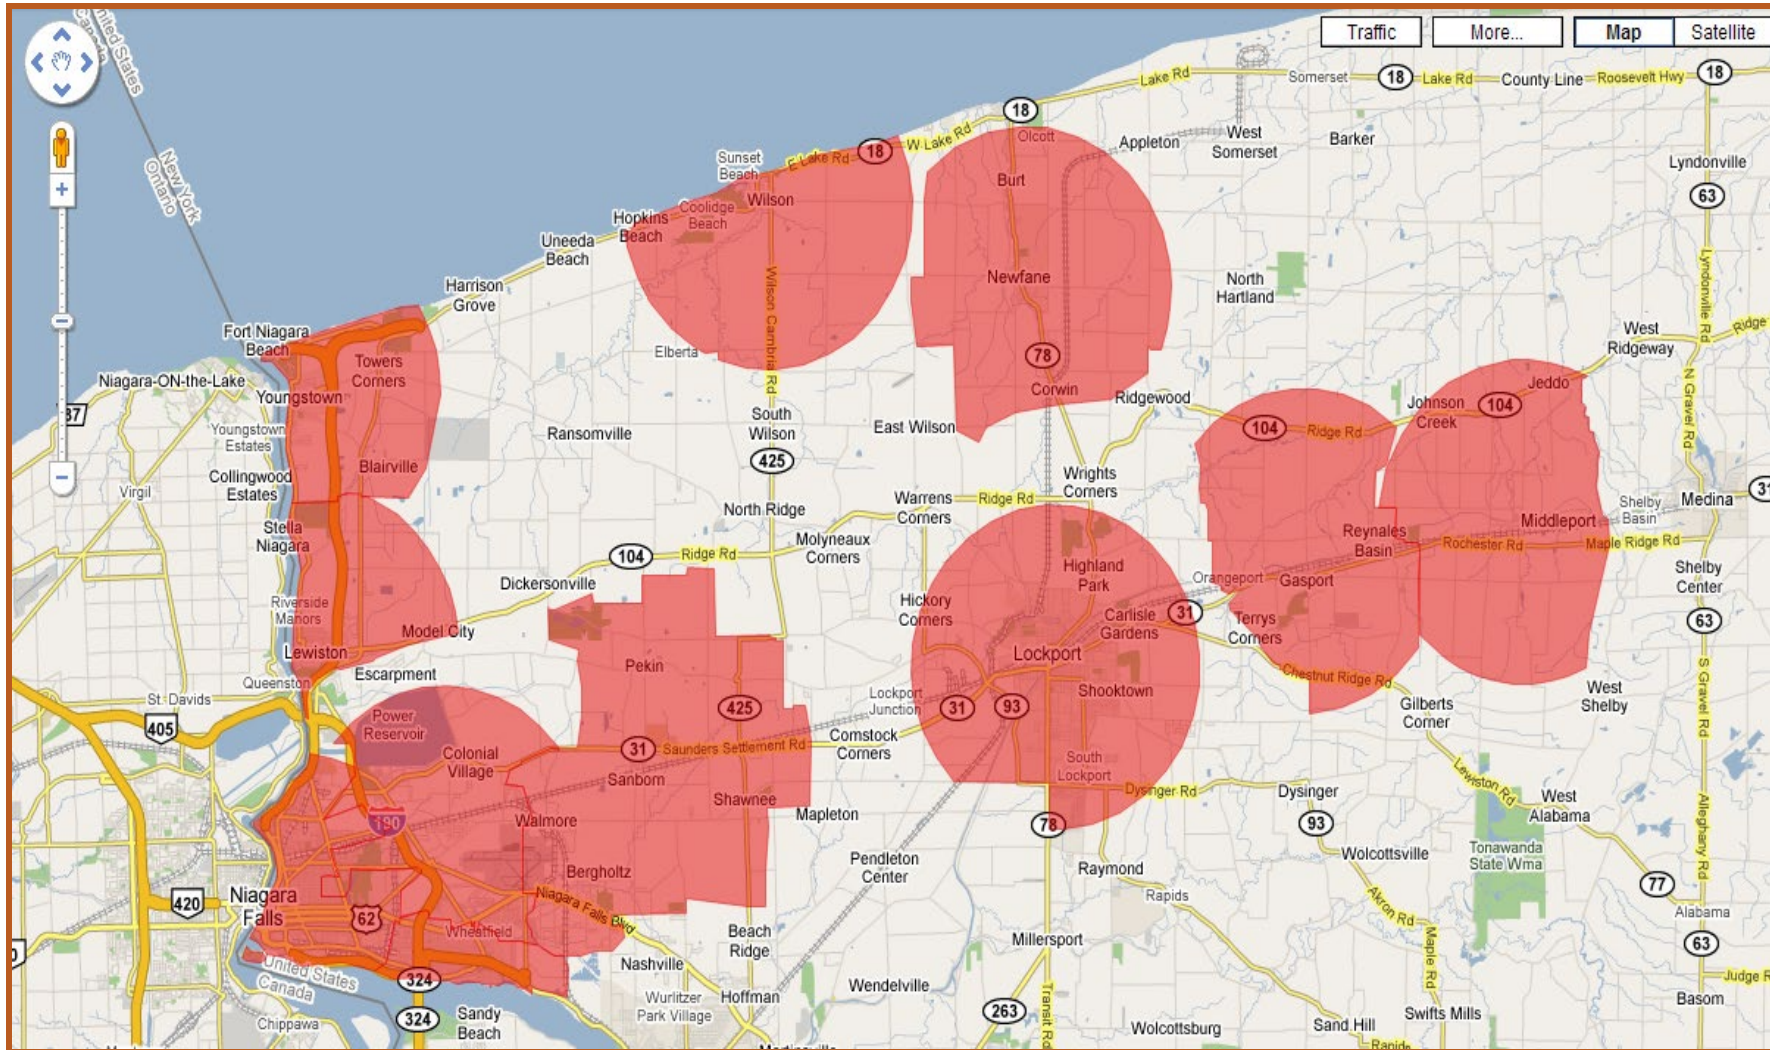 United States
Canada
Traffic
More...
Map
Satellite
New York
Ontario
Lake Rd
Somerset
18
Lake Rd
County Line
Roosevelt Hwy
18
18
Olcott
W Lake Rd
18
E Lake Rd
Appleton
West
Somerset
Barker
Lyndonville
63
Sunset
Beach
Wilson
Coolidge
Beach
Hopkins
Beach
Burt
Uneeda
Beach
Newfane
North
Hartland
Lyndonville Rd
Harrison
Grove
Wilson Cambria Rd
Fort Niagara
Beach
Towers
Corners
Elberta
78
Corwin
West
Ridgeway
Ridge
Niagara-ON-the-Lake
Youngstown
Ridgewood
Jeddo
104
Johnson
Creek
N Gravel Rd
87
Youngstown
Estates
Ransomville
South
Wilson
East Wilson
104
Ridge Rd
425
Blairville
Collingwood
Estates
Virgil
Wrights
Corners
Warrens
Corners
Ridge Rd
Medina
31
Shelby
Basin
Stella
Niagara
North Ridge
Middleport
Reynales
Basin
Rochester Rd
Maple Ridge Rd
Molyneaux
Corners
104
Ridge Rd
Dickersonville
Highland
Park
Orangeport
Gasport
Shelby
Center
Riverside
Manors
Hickory
Corners
Carlisle
Gardens
31
Terrys
Corners
63
Model City
Lewiston
Pekin
Lockport
Escarpment
Queenston
Chestnut Ridge Rd
St. Davids
Shooktown
West
Shelby
Lockport
Junction
31
93
425
Gilberts
Corner
S Gravel Rd
405
Power
Reservoir
Colonial
Village
31
Saunders Settlement Rd
Comstock
Corners
Sanborn
South
Lockport
Shawnee
Dysinger Rd
Dysinger
Lewiston Rd
West
Alabama
Mapleton
190
Walmore
78
93
Alleghany Rd
Wolcottsville
Tonawanda
State Wma
Pendleton
Center
Raymond
Bergholtz
77
Rapids
Niagara
Falls
420
62
Niagara Falls Blvd
Akron Rd
Alabama
Wheatfield
Beach
Ridge
Millersport
63
Maple Rd
Nashville
United States
Canada
324
Judge R
Wendelville
Hoffman
Wurlitzer
Park Village
Basom
324
Sandy
Beach
Chippawa
263
Transit Rd
Wolcottsburg
Sand Hill
Swifts Mills
Rapids